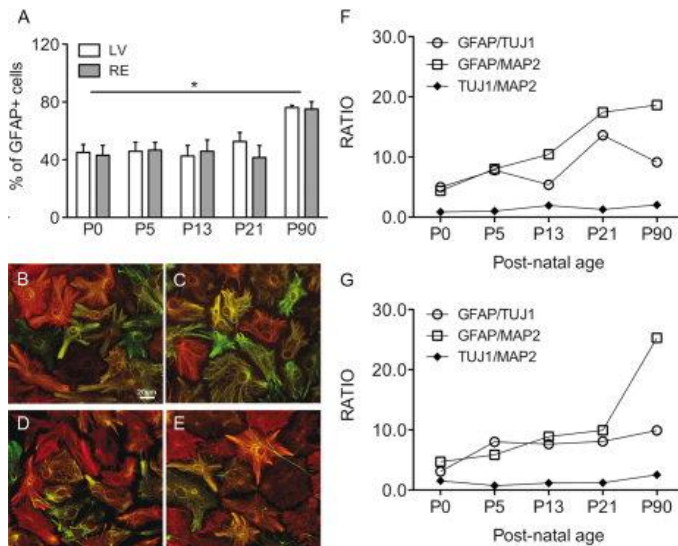 A
LV
RE
*
% of GFAP+ cells
120
80
40
0
P0 P5 P13 P21 P90
B
C
20μm
D
E
F
GFAP/TUJ1
GFAP/MAP2
TUJ1/MAP2
RATIO
30.0
20.0
10.0
0.0
P0 P5 P13 P21 P90
Post-natal age
G
GFAP/TUJ1
GFAP/MAP2
TUJ1/MAP2
RATIO
30.0
20.0
10.0
0.0
P0 P5 P13 P21 P90
Post-natal age